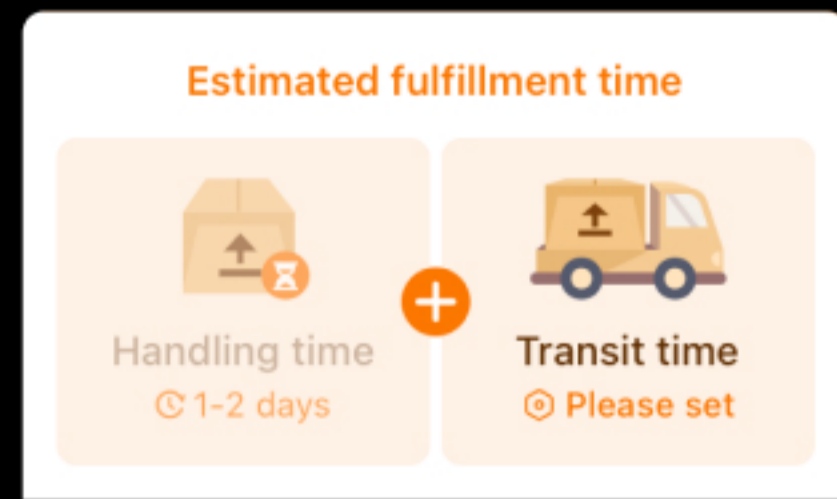 Estimated fulfillment time
Handling time
1-2 days
Transit time
Please set